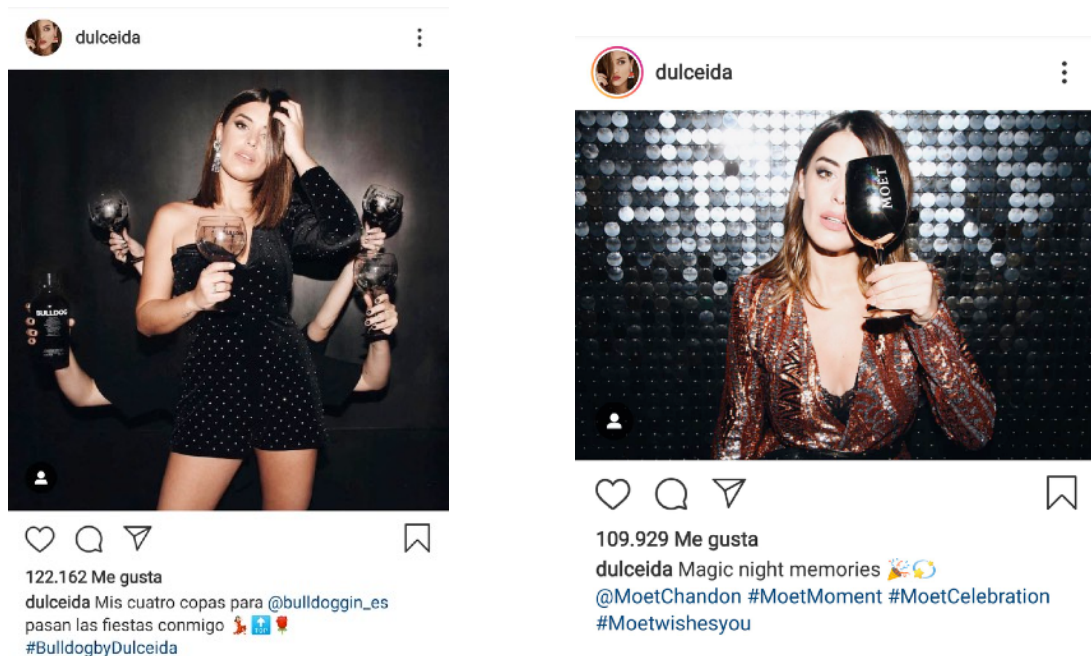 dulceida
BULLDOG
122.162 Me gusta
dulceida Mis cuatro copas para @bulldoggin_es
pasan las fiestas conmigo 💃🔝🌹
#BulldogbyDulceida
dulceida
MOËT
109.929 Me gusta
dulceida Magic night memories 🎉💫
@MoetChandon #MoetMoment #MoetCelebration
#Moetwishesyou